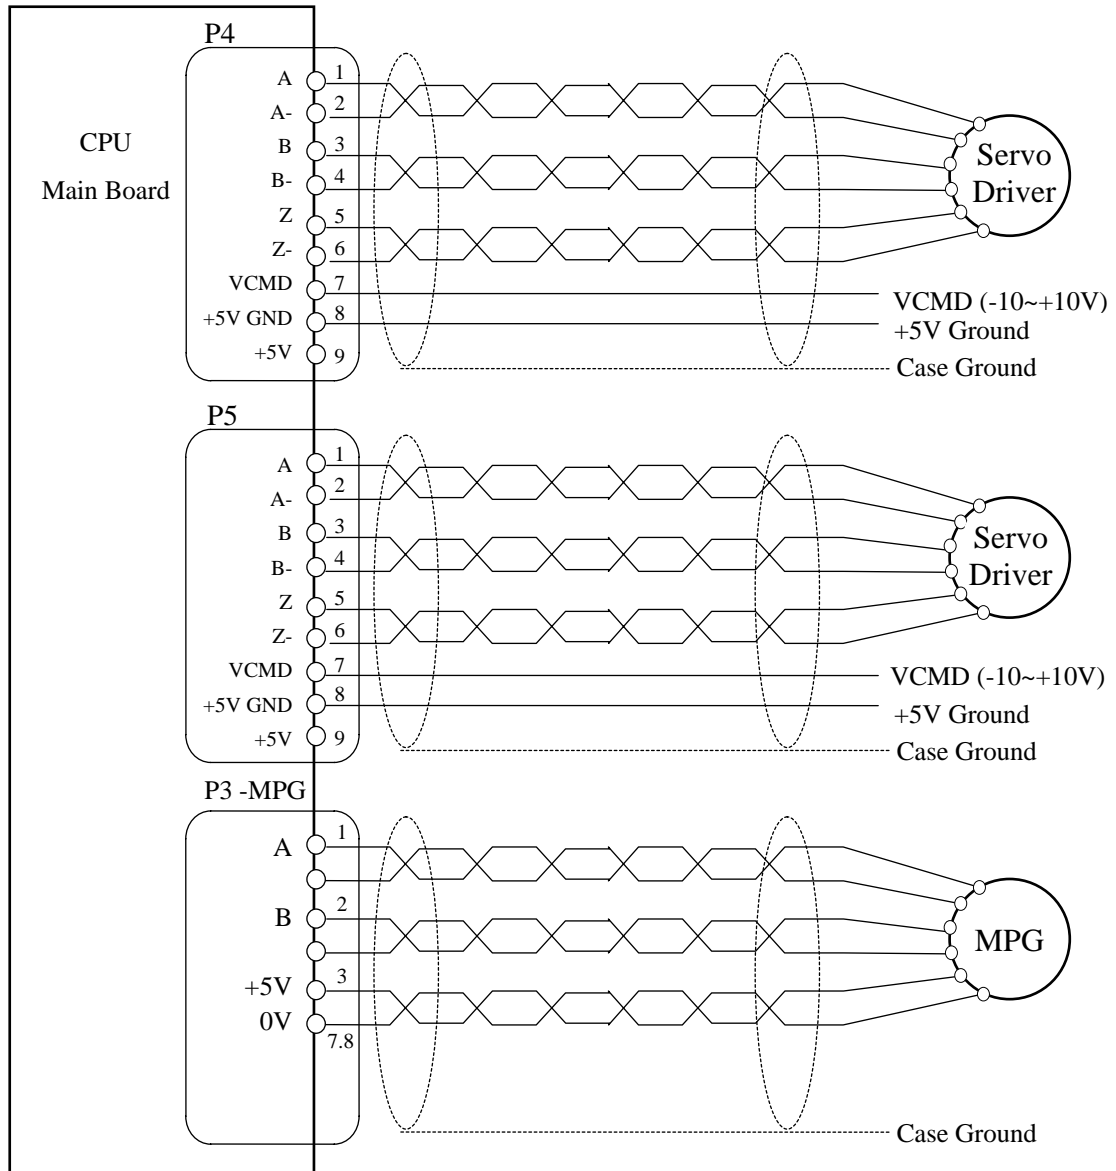 P4
CPU
Main Board
A 1
A- 2
B 3
B- 4
Z 5
Z- 6
VCMD 7
+5V GND 8
+5V 9
Servo
Driver
VCMD (-10~+10V)
+5V Ground
Case Ground
P5
A 1
A- 2
B 3
B- 4
Z 5
Z- 6
VCMD 7
+5V GND 8
+5V 9
Servo
Driver
VCMD (-10~+10V)
+5V Ground
Case Ground
P3 -MPG
A 1
B 2
+5V 3
0V 7.8
MPG
Case Ground